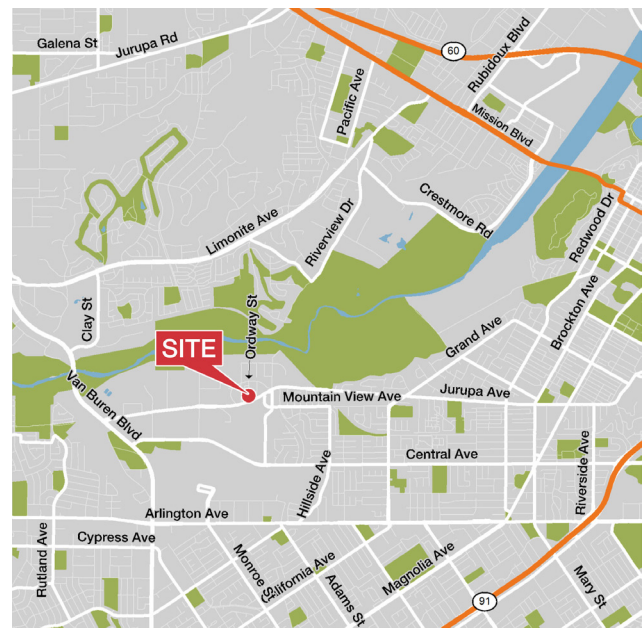 Galena St
Jurupa Rd
60
Rubidoux Blvd
Pacific Ave
Mission Blvd
Crestmore Rd
Redwood Dr
Limonite Ave
Riverview Dr
Brockton Ave
Clay St
Ordway St
Grand Ave
SITE
Van Buren Blvd
Mountain View Ave
Jurupa Ave
Hillside Ave
Central Ave
Riverside Ave
Arlington Ave
Cypress Ave
Rutland Ave
Monroe St
California Ave
Adams St
Magnolia Ave
Mary St
91